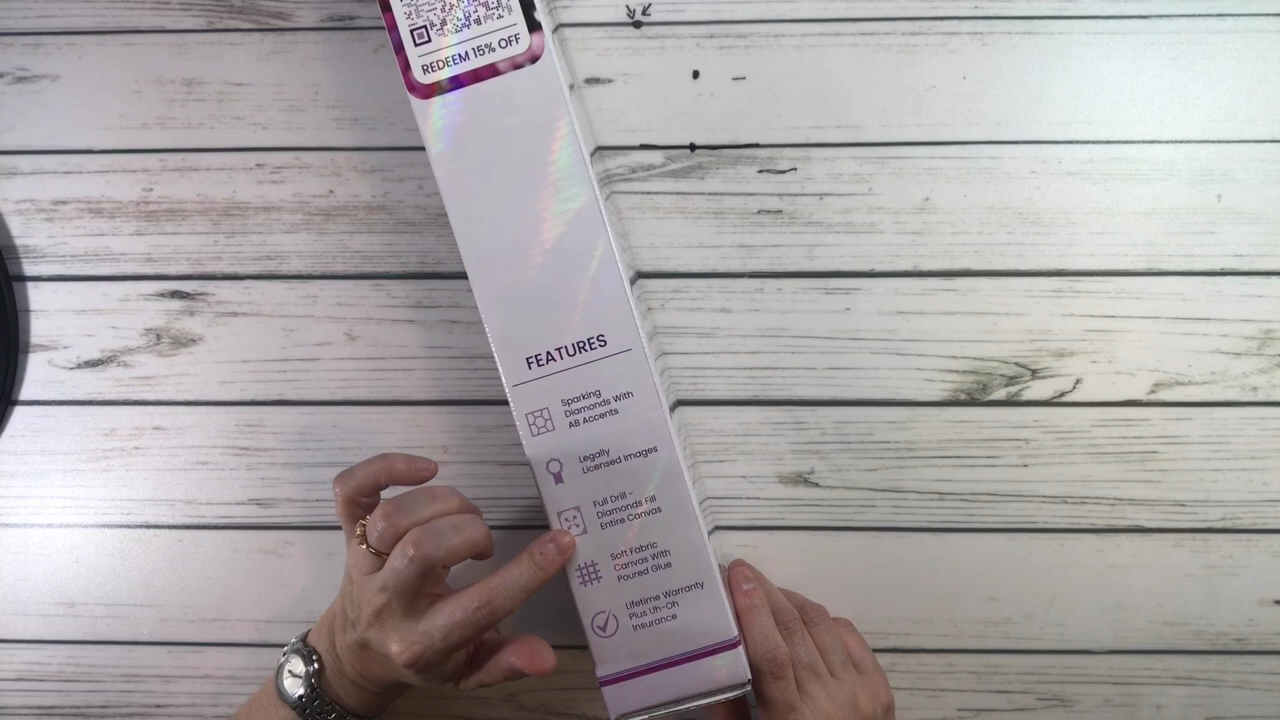 REDEEM 15% OFF
FEATURES
Sparking
Diamonds With
AB Accents
Legally
Licensed Images
Full Drill -
Diamonds Fill
Entire Canvas
Soft Fabric
Canvas With
Poured Glue
Lifetime Warranty
Plus Uh-Oh
Insurance